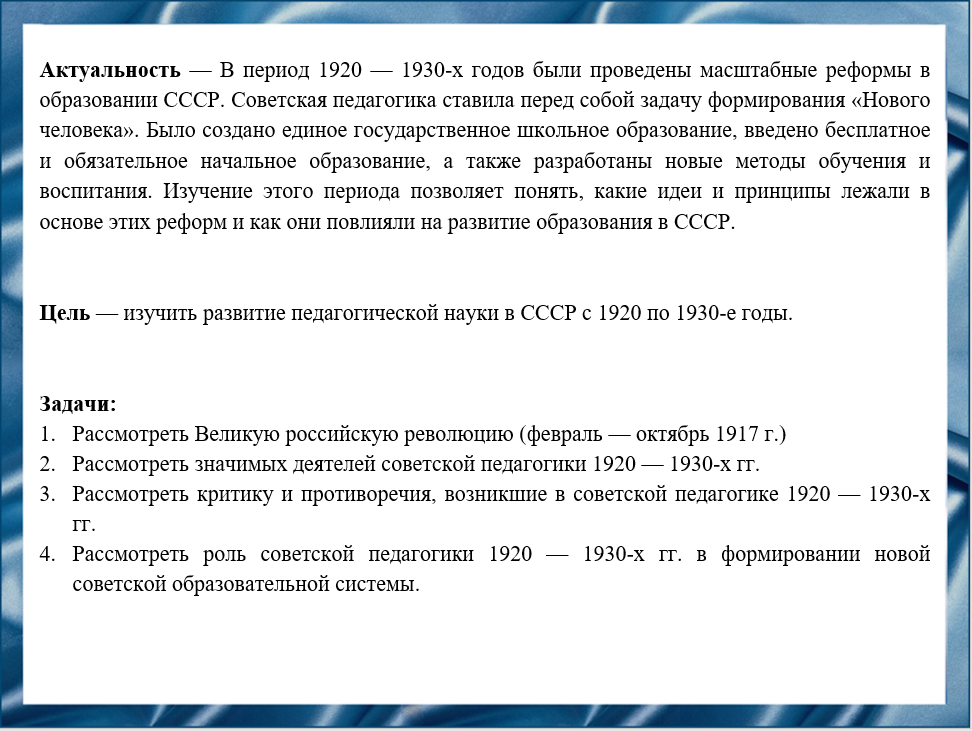 Актуальность — В период 1920 — 1930-х годов были проведены масштабные реформы в
образовании СССР. Советская педагогика ставила перед собой задачу формирования «Нового
человека». Было создано единое государственное школьное образование, введено бесплатное
и обязательное начальное образование, а также разработаны новые методы обучения и
воспитания. Изучение этого периода позволяет понять, какие идеи и принципы лежали в
основе этих реформ и как они повлияли на развитие образования в СССР.
Цель — изучить развитие педагогической науки в СССР с 1920 по 1930-е годы.
Задачи:
1. Рассмотреть Великую российскую революцию (февраль — октябрь 1917 г.)
2. Рассмотреть значимых деятелей советской педагогики 1920 — 1930-х гг.
3. Рассмотреть критику и противоречия, возникшие в советской педагогике 1920 — 1930-х
гг.
4. Рассмотреть роль советской педагогики 1920 — 1930-х гг. в формировании новой
советской образовательной системы.